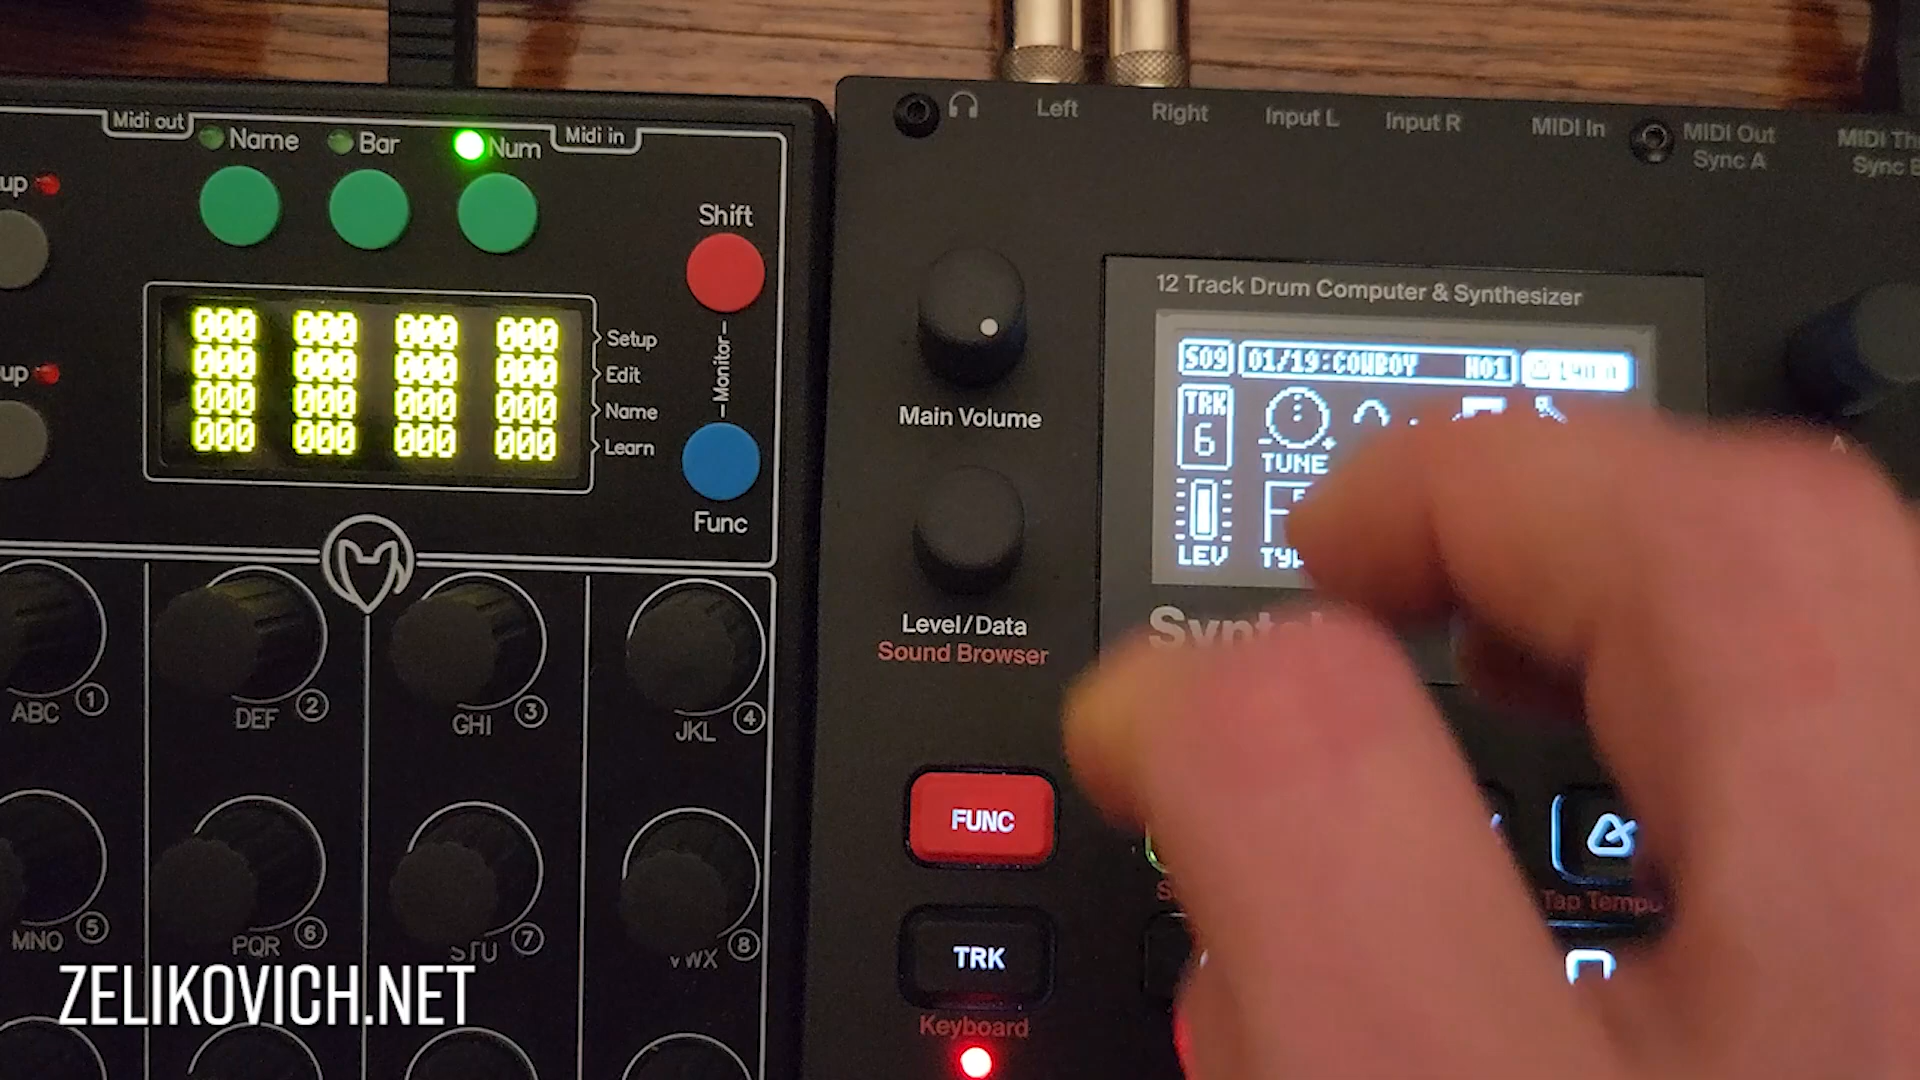 Midi out
Name
Bar
Num
Midi in
up
up
Shift
Monitor
Func
000 000 000 000
000 000 000 000
000 000 000 000
000 000 000 000
Setup
Edit
Name
Learn
ABC 1
DEF 2
GHI 3
JKL 4
MNO 5
PQR 6
STU 7
VWX 8
ZELIKOVICH.NET
Left
Right
Input L
Input R
MIDI In
MIDI Out
Sync A
Main Volume
Level/Data
Sound Browser
12 Track Drum Computer & Synthesizer
S09
01/19:COWBOY
TRK
6
TUNE
LEV
FUNC
TRK
Keyboard
Tap Tempo